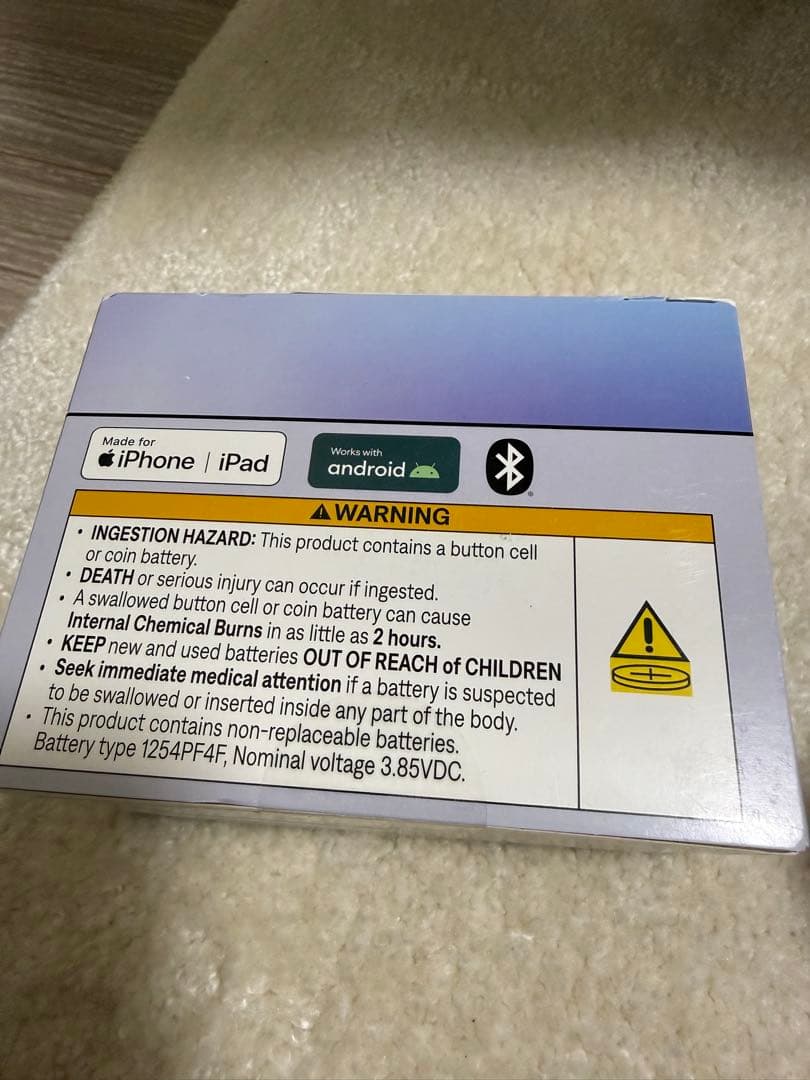 Made for
iPhone | iPad
Works with
android
WARNING
• INGESTION HAZARD: This product contains a button cell
or coin battery.
• DEATH or serious injury can occur if ingested.
• A swallowed button cell or coin battery can cause
Internal Chemical Burns in as little as 2 hours.
• KEEP new and used batteries OUT OF REACH of CHILDREN
• Seek immediate medical attention if a battery is suspected
to be swallowed or inserted inside any part of the body.
• This product contains non-replaceable batteries.
Battery type 1254PF4F, Nominal voltage 3.85VDC.